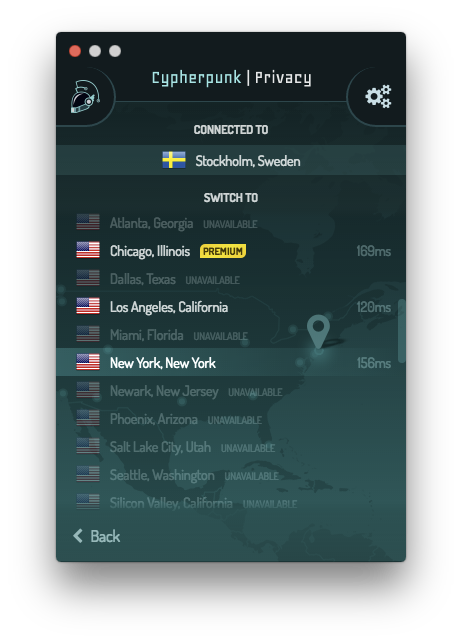 Cypherpunk | Privacy
CONNECTED TO
Stockholm, Sweden
SWITCH TO
Atlanta, Georgia UNAVAILABLE
Chicago, Illinois PREMIUM 169ms
Dallas, Texas UNAVAILABLE
Los Angeles, California 120ms
Miami, Florida UNAVAILABLE
New York, New York 156ms
Newark, New Jersey UNAVAILABLE
Phoenix, Arizona UNAVAILABLE
Salt Lake City, Utah UNAVAILABLE
Seattle, Washington UNAVAILABLE
Silicon Valley, California UNAVAILABLE
Back